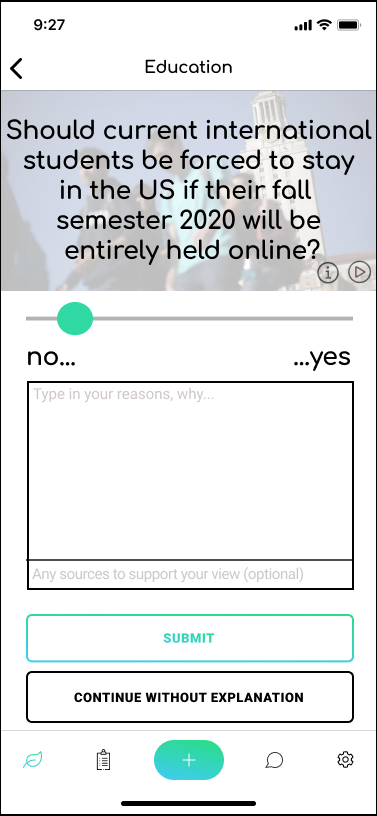 9:27
Education
Should current international
students be forced to stay
in the US if their fall
semester 2020 will be
entirely held online?
no... ...yes
Type in your reasons, why...
Any sources to support your view (optional)
SUBMIT
CONTINUE WITHOUT EXPLANATION